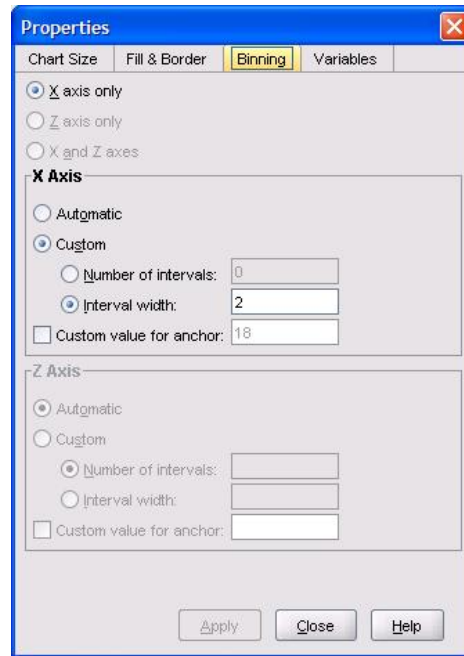 Properties
Chart Size Fill & Border Binning Variables
X axis only
Z axis only
X and Z axes
X Axis
Automatic
Custom
Number of intervals: 0
Interval width: 2
Custom value for anchor: 18
Z Axis
Automatic
Custom
Number of intervals:
Interval width:
Custom value for anchor:
Apply Close Help